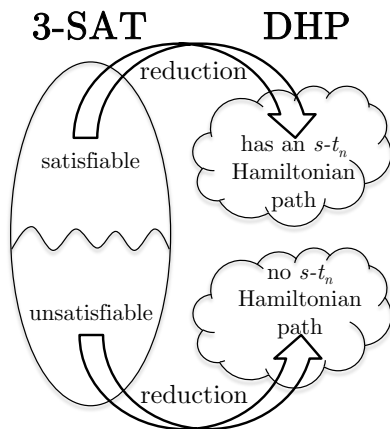 3-SAT
DHP
reduction
satisfiable
has an s-tₙ
Hamiltonian
path
unsatisfiable
no s-tₙ
Hamiltonian
path
reduction